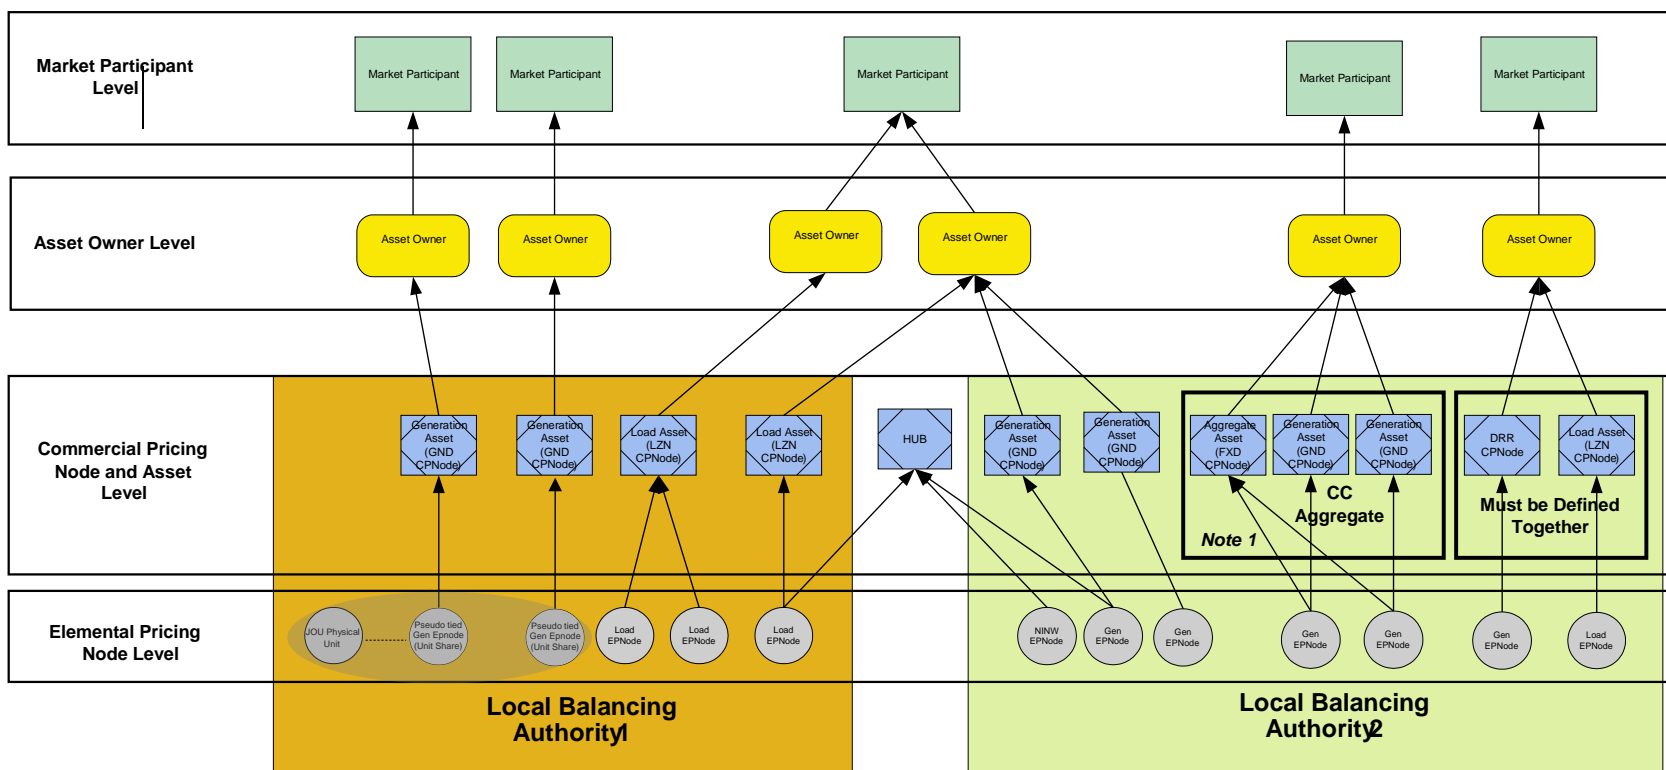 Market Participant
Level
Market Participant
Market Participant
Market Participant
Market Participant
Market Participant
Asset Owner Level
Asset Owner
Asset Owner
Asset Owner
Asset Owner
Asset Owner
Asset Owner
Commercial Pricing
Node and Asset
Level
Generation
Asset
(GND
CPNode)
Generation
Asset
(GND
CPNode)
Load Asset
(LZN
CPNode)
Load Asset
(LZN
CPNode)
HUB
Generation
Asset
(GND
CPNode)
Generation
Asset
(GND
CPNode)
Aggregate
Asset
(FXD
CPNode)
Generation
Asset
(GND
CPNode)
Generation
Asset
(GND
CPNode)
CC
Aggregate
Note 1
DRR
CPNode
Load Asset
(LZN
CPNode)
Must be Defined
Together
Elemental Pricing
Node Level
JOU Physical
Unit
Pseudo tied
Gen Epnode
(Unit Share)
Pseudo tied
Gen Epnode
(Unit Share)
Load
EPNode
Load
EPNode
Load
EPNode
NINW
EPNode
Gen
EPNode
Gen
EPNode
Gen
EPNode
Gen
EPNode
Gen
EPNode
Load
EPNode
Local Balancing
Authority1
Local Balancing
Authority2